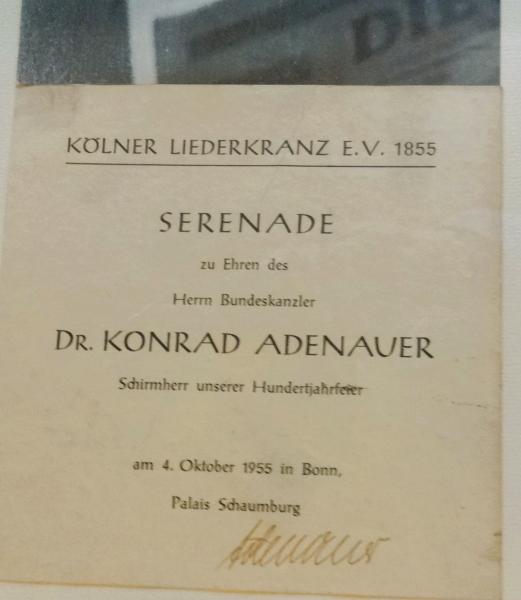 DIE
KÖLNER LIEDERKRANZ E.V. 1855
SERENADE
zu Ehren des
Herrn Bundeskanzler
DR. KONRAD ADENAUER
Schirmherr unserer Hundertjahrfeier
am 4. Oktober 1955 in Bonn,
Palais Schaumburg
Adenauer